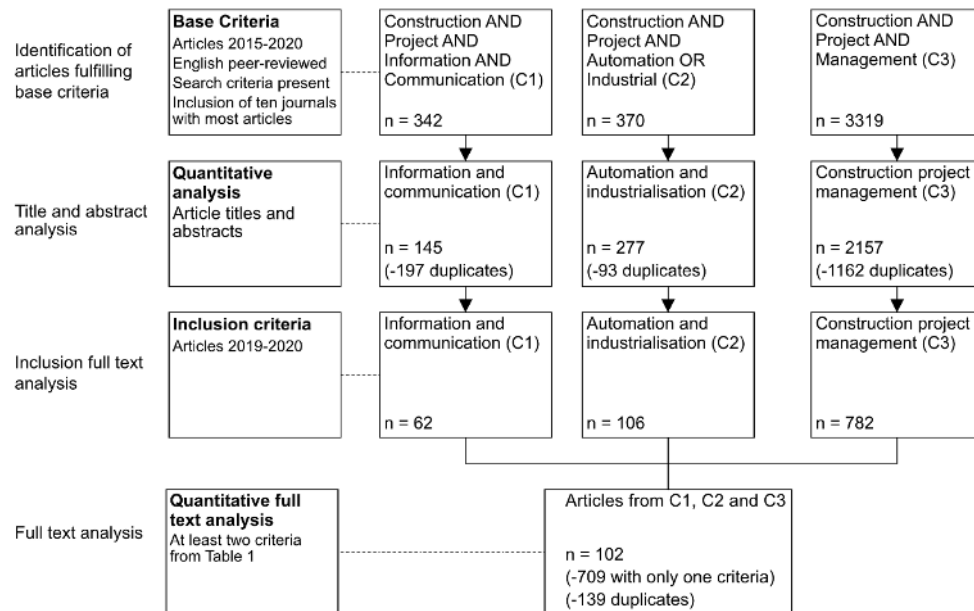 Identification of
articles fulfilling
base criteria
Base Criteria
Articles 2015-2020
English peer-reviewed
Search criteria present
Inclusion of ten journals
with most articles
Construction AND
Project AND
Information AND
Communication (C1)
n = 342
Construction AND
Project AND
Automation OR
Industrial (C2)
n = 370
Construction AND
Project AND
Management (C3)
n = 3319
Title and abstract
analysis
Quantitative
analysis
Article titles and
abstracts
Information and
communication (C1)
n = 145
(-197 duplicates)
Automation and
industrialisation (C2)
n = 277
(-93 duplicates)
Construction project
management (C3)
n = 2157
(-1162 duplicates)
Inclusion full text
analysis
Inclusion criteria
Articles 2019-2020
Information and
communication (C1)
n = 62
Automation and
industrialisation (C2)
n = 106
Construction project
management (C3)
n = 782
Full text analysis
Quantitative full
text analysis
At least two criteria
from Table 1
Articles from C1, C2 and C3
n = 102
(-709 with only one criteria)
(-139 duplicates)